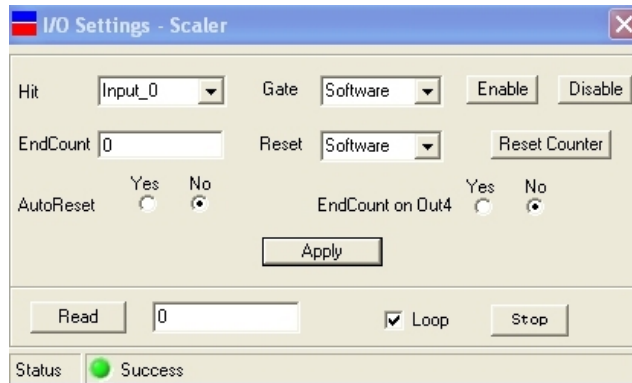 I/O Settings - Scaler
Hit Input_0 Gate Software Enable Disable
EndCount 0 Reset Software Reset Counter
Yes No Yes No
AutoReset EndCount on Out4
Apply
Read 0 Loop Stop
Status Success